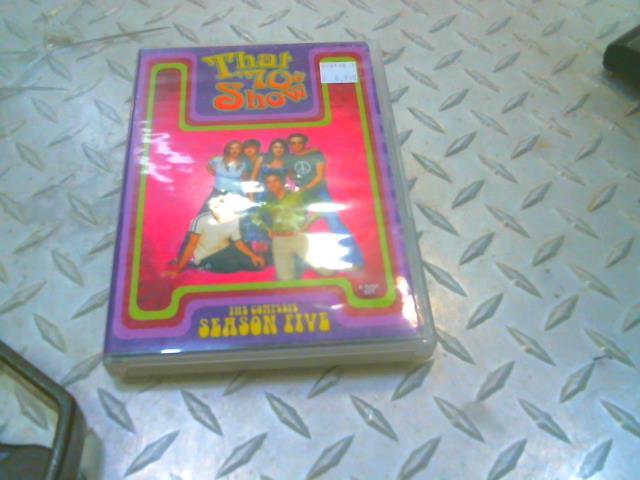 That
'70s
Show
THE COMPLETE
SEASON FIVE